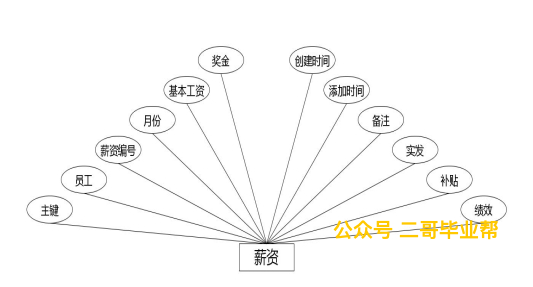 奖金
创建时间
基本工资
添加时间
月份
备注
薪资编号
实发
员工
补贴
主键
绩效
公众号 二哥毕业帮
薪资